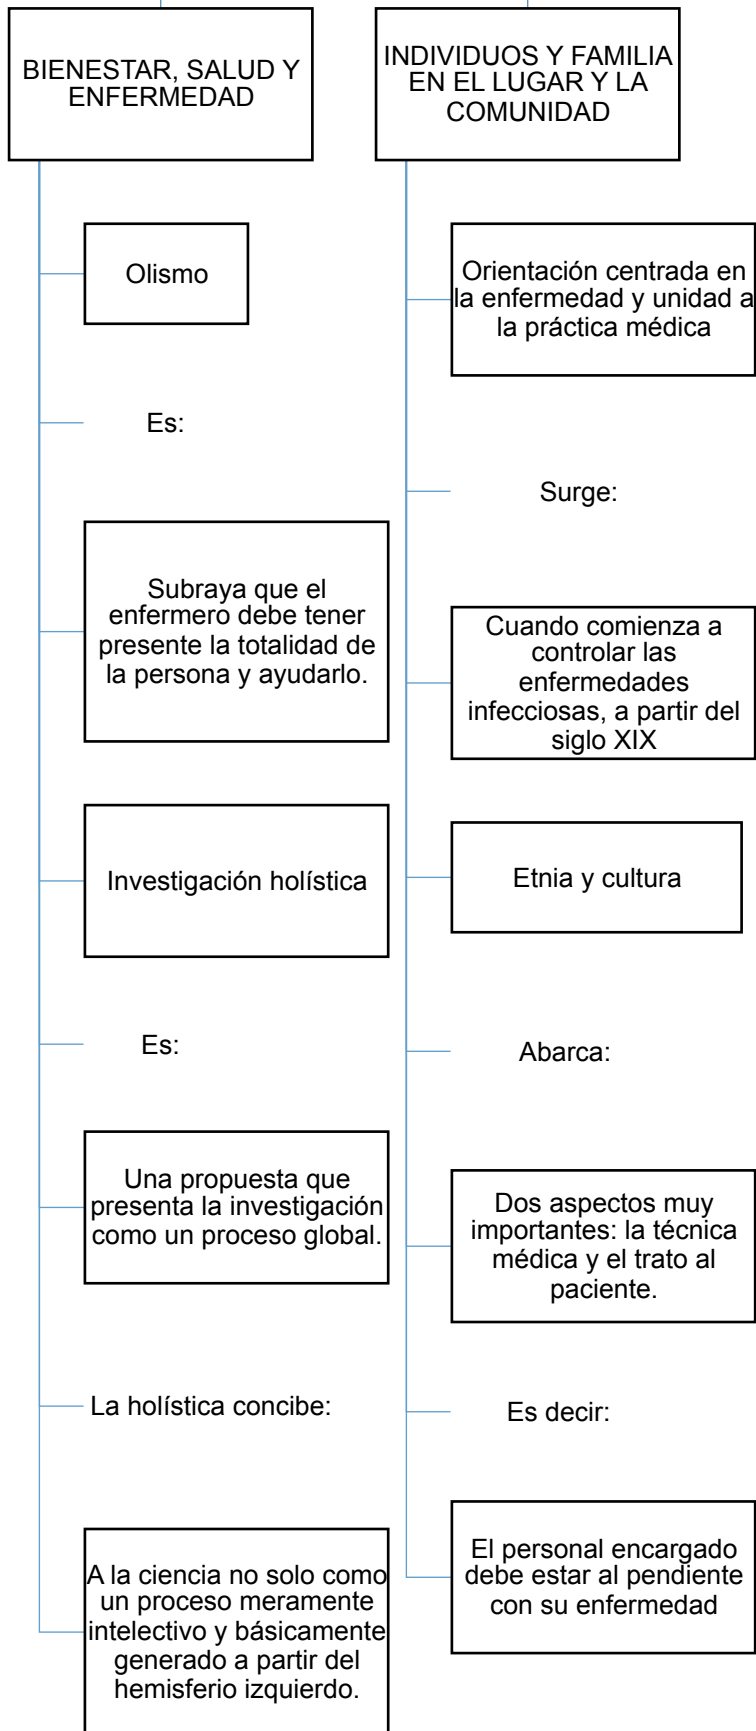 BIENESTAR, SALUD Y
ENFERMEDAD
Olismo
Es:
Subraya que el
enfermero debe tener
presente la totalidad de
la persona y ayudarlo.
Investigación holística
Es:
Una propuesta que
presenta la investigación
como un proceso global.
La holística concibe:
A la ciencia no solo como
un proceso meramente
intelectivo y básicamente
generado a partir del
hemisferio izquierdo.
INDIVIDUOS Y FAMILIA
EN EL LUGAR Y LA
COMUNIDAD
Orientación centrada en
la enfermedad y unidad a
la práctica médica
Surge:
Cuando comienza a
controlar las
enfermedades
infecciosas, a partir del
siglo XIX
Etnia y cultura
Abarca:
Dos aspectos muy
importantes: la técnica
médica y el trato al
paciente.
Es decir:
El personal encargado
debe estar al pendiente
con su enfermedad